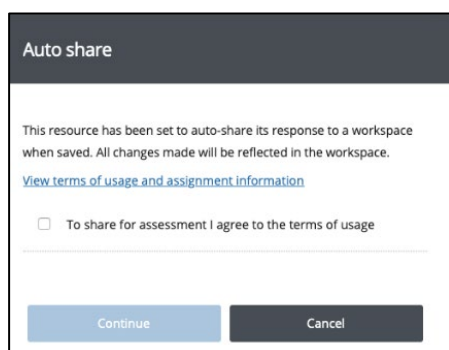 Auto share
This resource has been set to auto-share its response to a workspace
when saved. All changes made will be reflected in the workspace.
View terms of usage and assignment information
To share for assessment I agree to the terms of usage
Continue Cancel